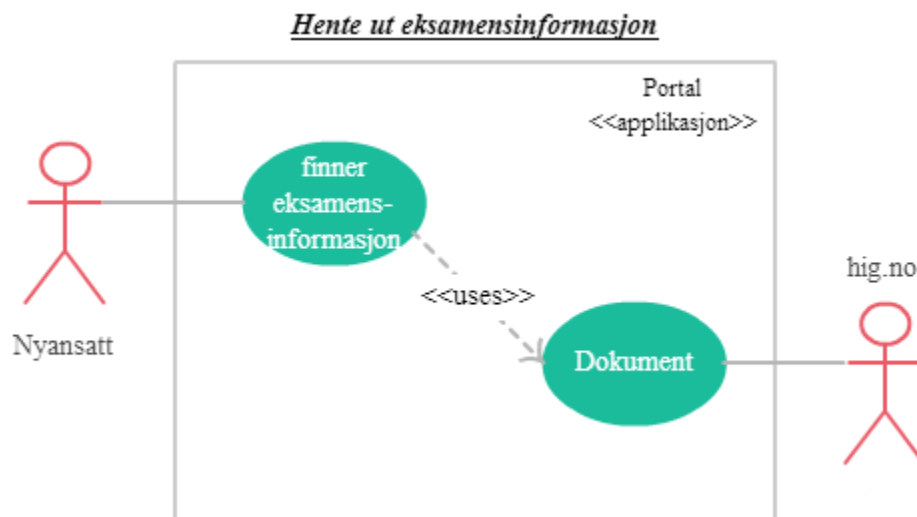 Hente ut eksamensinformasjon
Portal
<<applikasjon>>
finner
eksamens-
informasjon
<<uses>>
hig.no
Nyansatt
Dokument